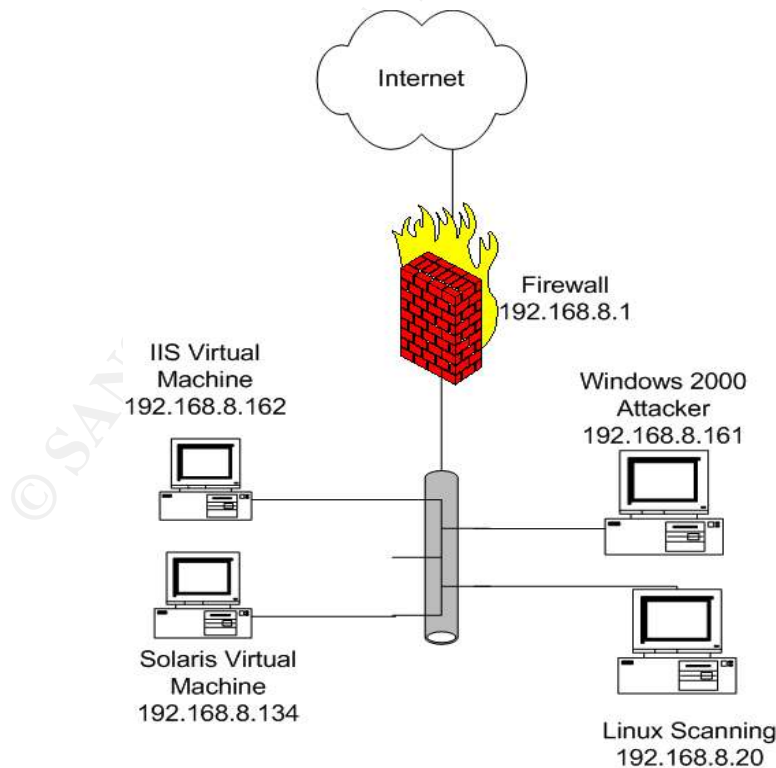 Internet
Firewall
192.168.8.1
IIS Virtual
Machine
192.168.8.162
Windows 2000
Attacker
192.168.8.161
Solaris Virtual
Machine
192.168.8.134
Linux Scanning
192.168.8.20
© SAN